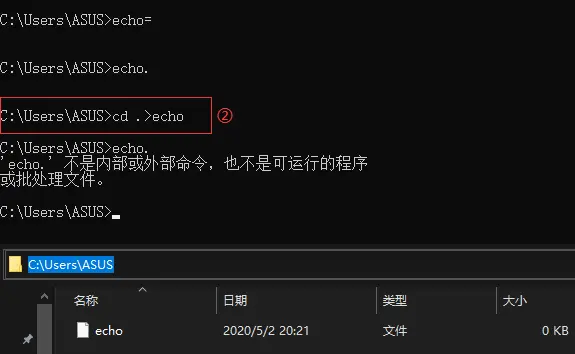 C:\Users\ASUS>echo=
C:\Users\ASUS>echo.
C:\Users\ASUS>cd .>echo ②
C:\Users\ASUS>echo.
'echo.' 不是内部或外部命令，也不是可运行的程序
或批处理文件。
C:\Users\ASUS>
C:\Users\ASUS
名称 日期 类型 大小
echo 2020/5/2 20:21 文件 0 KB